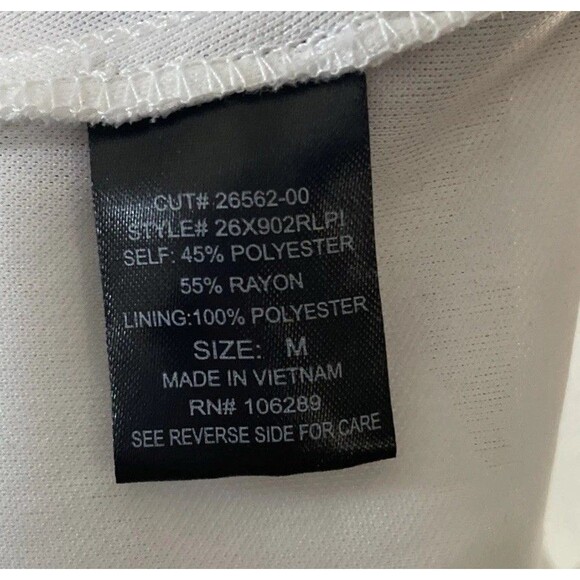 CUT# 26562-00
STYLE# 26X902RLP!
SELF: 45% POLYESTER
55% RAYON
LINING:100% POLYESTER
SIZE: M
MADE IN VIETNAM
RN# 106289
SEE REVERSE SIDE FOR CARE